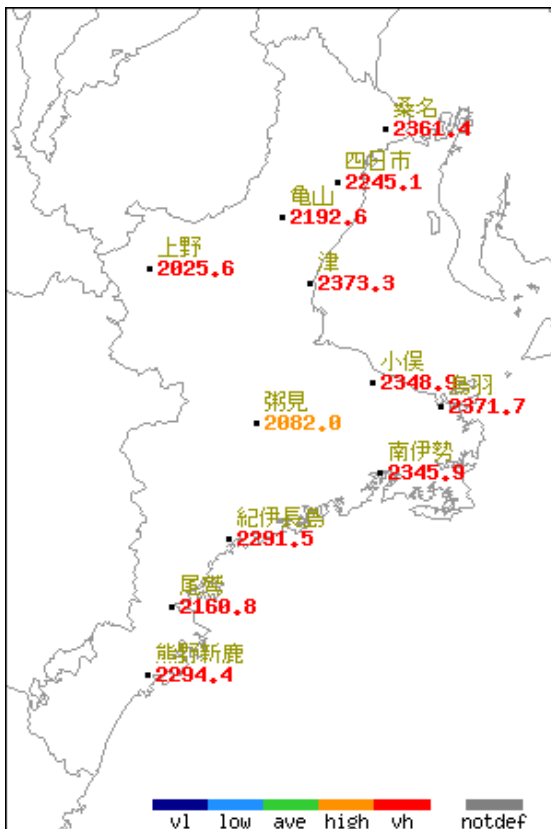 桑名
2361.4
四日市
2245.1
亀山
2192.6
上野
2025.6
津
2373.3
小俣
2348.9
鳥羽
2371.7
粥見
2082.0
南伊勢
2345.9
紀伊長島
2291.5
尾鷲
2160.8
熊野新鹿
2294.4
vl low ave high vh notdef